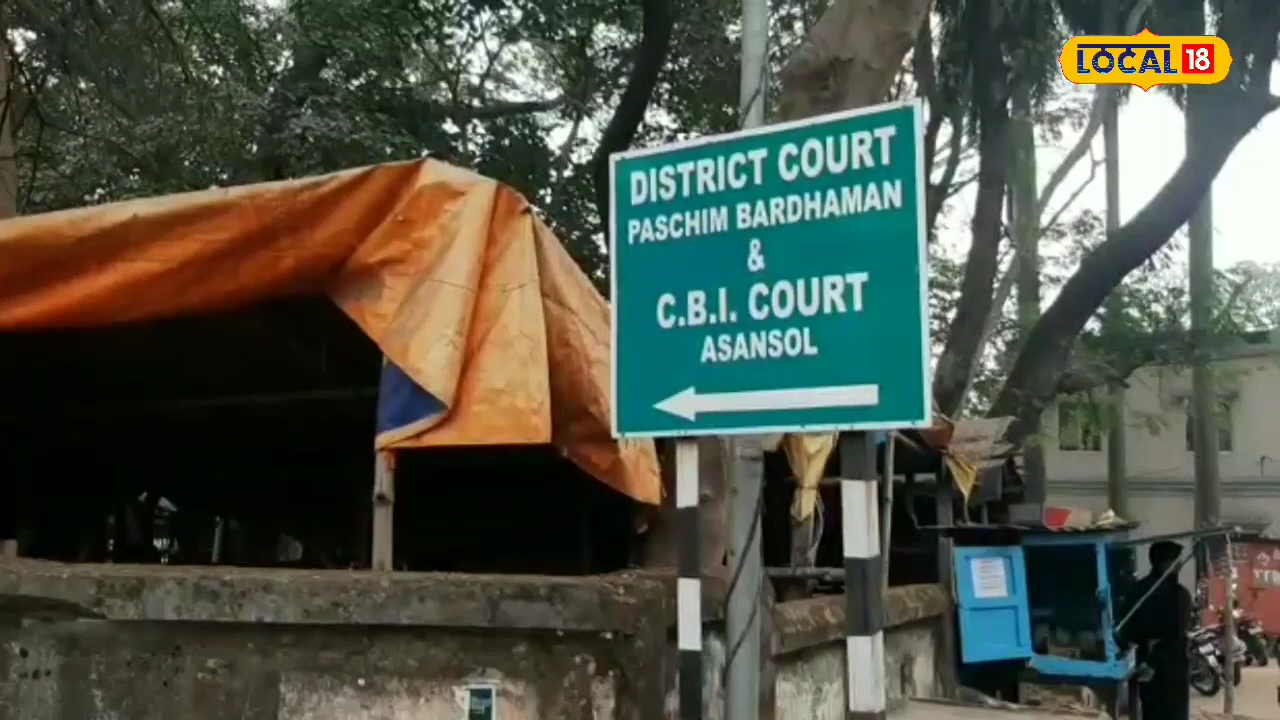 LOCAL 18
DISTRICT COURT
PASCHIM BARDHAMAN
&
C.B.I. COURT
ASANSOL